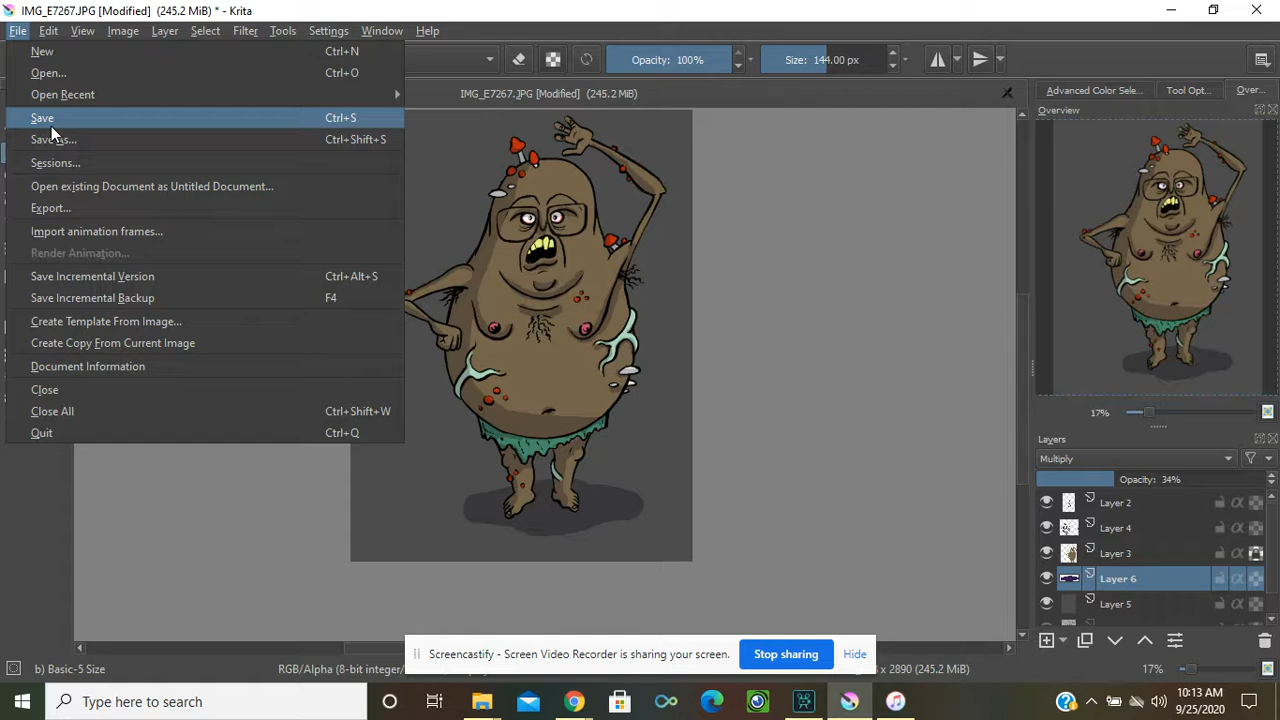 IMG_E7267.JPG [Modified] (245.2 MiB) * - Krita
File Edit View Image Layer Select Filter Tools Settings Window Help
New Ctrl+N
Open... Ctrl+O
Open Recent
Save Ctrl+S
Ctrl+Shift+S
Sessions...
Open existing Document as Untitled Document...
Export...
Import animation frames...
Render Animation...
Save Incremental Version Ctrl+Alt+S
Save Incremental Backup F4
Create Template From Image...
Create Copy From Current Image
Document Information
Close
Close All Ctrl+Shift+W
Quit Ctrl+Q
Opacity: 100% Size: 144.00 px
IMG_E7267.JPG [Modified] (245.2 MiB)
Advanced Color Sele... Tool Opt... Over...
Overview
17%
Layers
Multiply
Opacity: 34%
Layer 2
Layer 4
Layer 3
Layer 6
Layer 5
Screencastify - Screen Video Recorder is sharing your screen. Stop sharing Hide
b) Basic-5 Size RGB/Alpha (8-bit integer/ x 2890 (245.2 MiB) 17%
Type here to search
10:13 AM
9/25/2020